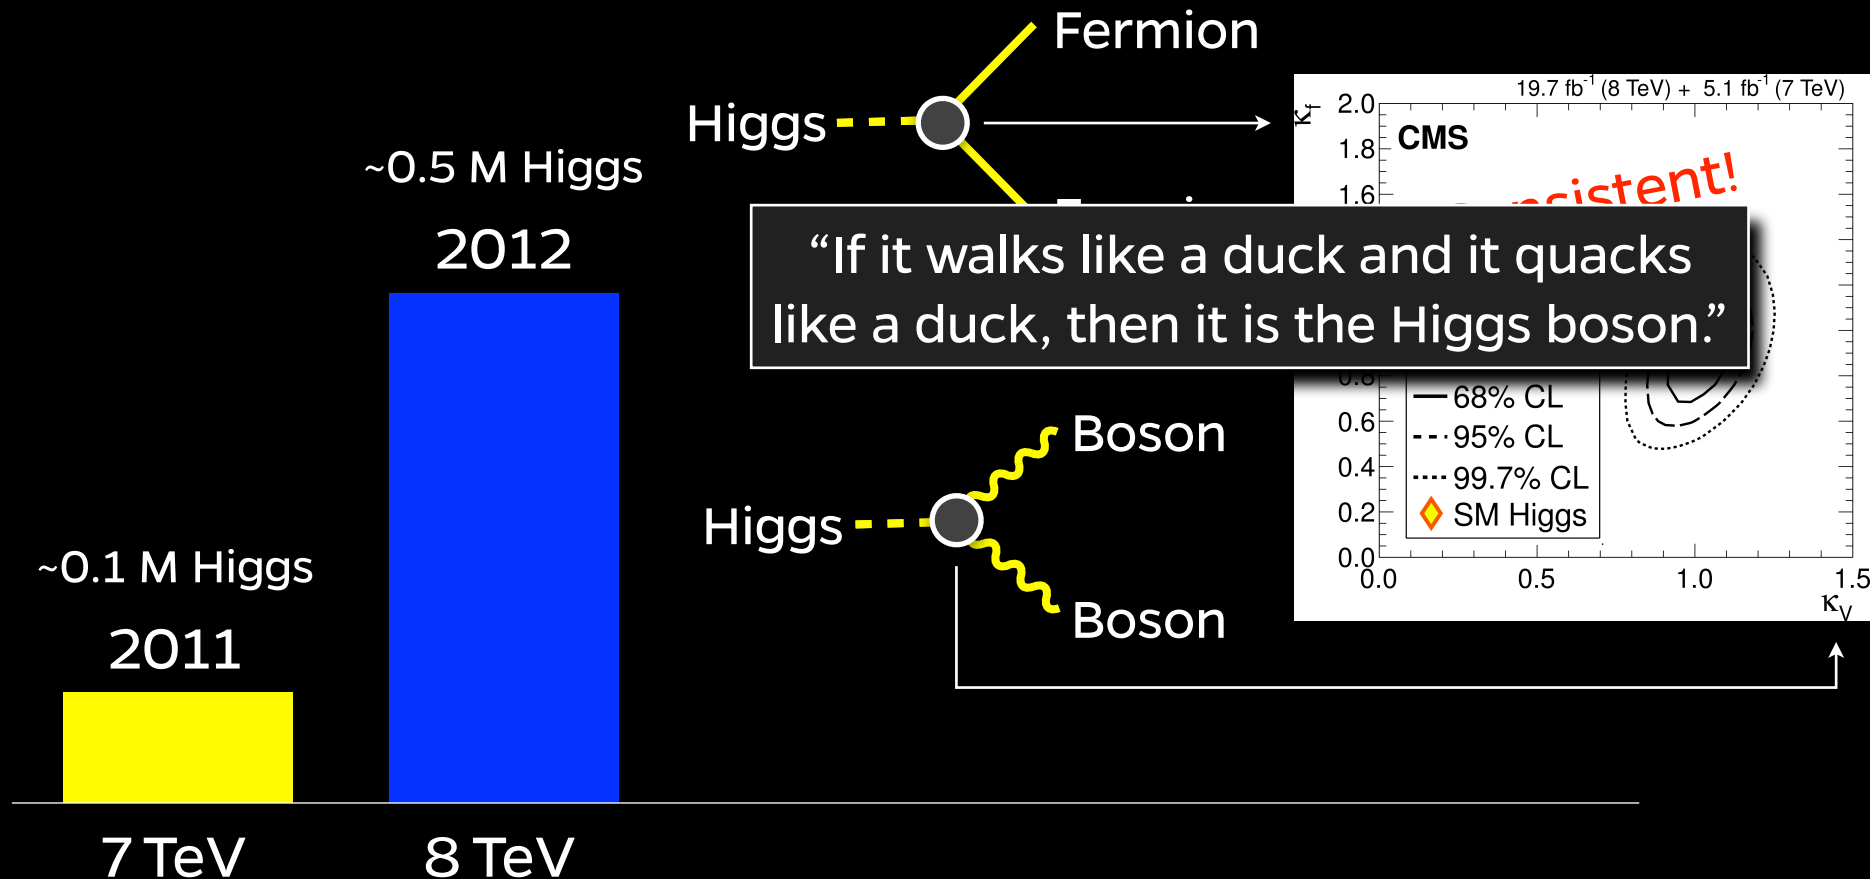 ~0.1 M Higgs
2011
7 TeV
~0.5 M Higgs
2012
8 TeV
Fermion
Higgs
“If it walks like a duck and it quacks
like a duck, then it is the Higgs boson.”
Boson
Higgs
Boson
19.7 fb⁻¹ (8 TeV) + 5.1 fb⁻¹ (7 TeV)
κf
2.0
CMS
1.8
1.6
0.8
68% CL
0.6
95% CL
0.4
99.7% CL
0.2
SM Higgs
0.0
0.0 0.5 1.0 1.5
κV